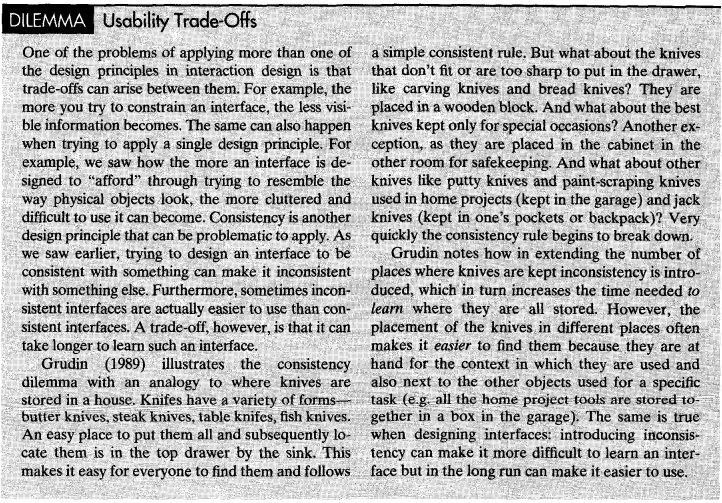 DILEMMA Usability Trade-Offs
One of the problems of applying more than one of
the design principles in interaction design is that
trade-offs can arise between them. For example, the
more you try to constrain an interface, the less visi-
ble information becomes. The same can also happen
when trying to apply a single design principle. For
example, we saw how the more an interface is de-
signed to “afford” through trying to resemble the
way physical objects look, the more cluttered and
difficult to use it can become. Consistency is another
design principle that can be problematic to apply. As
we saw earlier, trying to design an interface to be
consistent with something can make it inconsistent
with something else. Furthermore, sometimes incon-
sistent interfaces are actually easier to use than con-
sistent interfaces. A trade-off, however, is that it can
take longer to learn such an interface.
Grudin (1989) illustrates the consistency
dilemma with an analogy to where knives are
stored in a house. Knifes have a variety of forms—
butter knives, steak knives, table knifes, fish knives.
An easy place to put them all and subsequently lo-
cate them is in the top drawer by the sink. This
makes it easy for everyone to find them and follows
a simple consistent rule. But what about the knives
that don’t fit or are too sharp to put in the drawer,
like carving knives and bread knives? They are
placed in a wooden block. And what about the best
knives kept only for special occasions? Another ex-
ception, as they are placed in the cabinet in the
other room for safekeeping. And what about other
knives like putty knives and paint-scraping knives
used in home projects (kept in the garage) and jack
knives (kept in one’s pockets or backpack)? Very
quickly the consistency rule begins to break down.
Grudin notes how in extending the number of
places where knives are kept inconsistency is intro-
duced, which in turn increases the time needed to
learn where they are all stored. However, the
placement of the knives in different places often
makes it easier to find them because they are at
hand for the context in which they are used and
also next to the other objects used for a specific
task (e.g. all the home project tools are stored to-
gether in a box in the garage). The same is true
when designing interfaces: introducing inconsis-
tency can make it more difficult to learn an inter-
face but in the long run can make it easier to use.